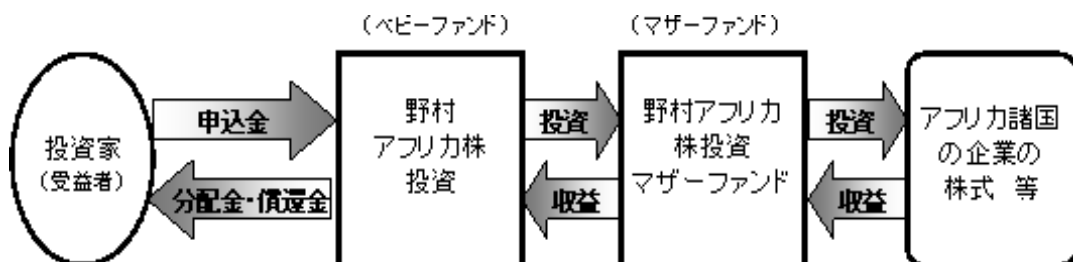 （ベビーファンド）
（マザーファンド）
投資家
（受益者）
申込金
分配金・償還金
野村
アフリカ株
投資
投資
収益
野村アフリカ
株投資
マザーファンド
投資
収益
アフリカ諸国
の企業の
株式　等